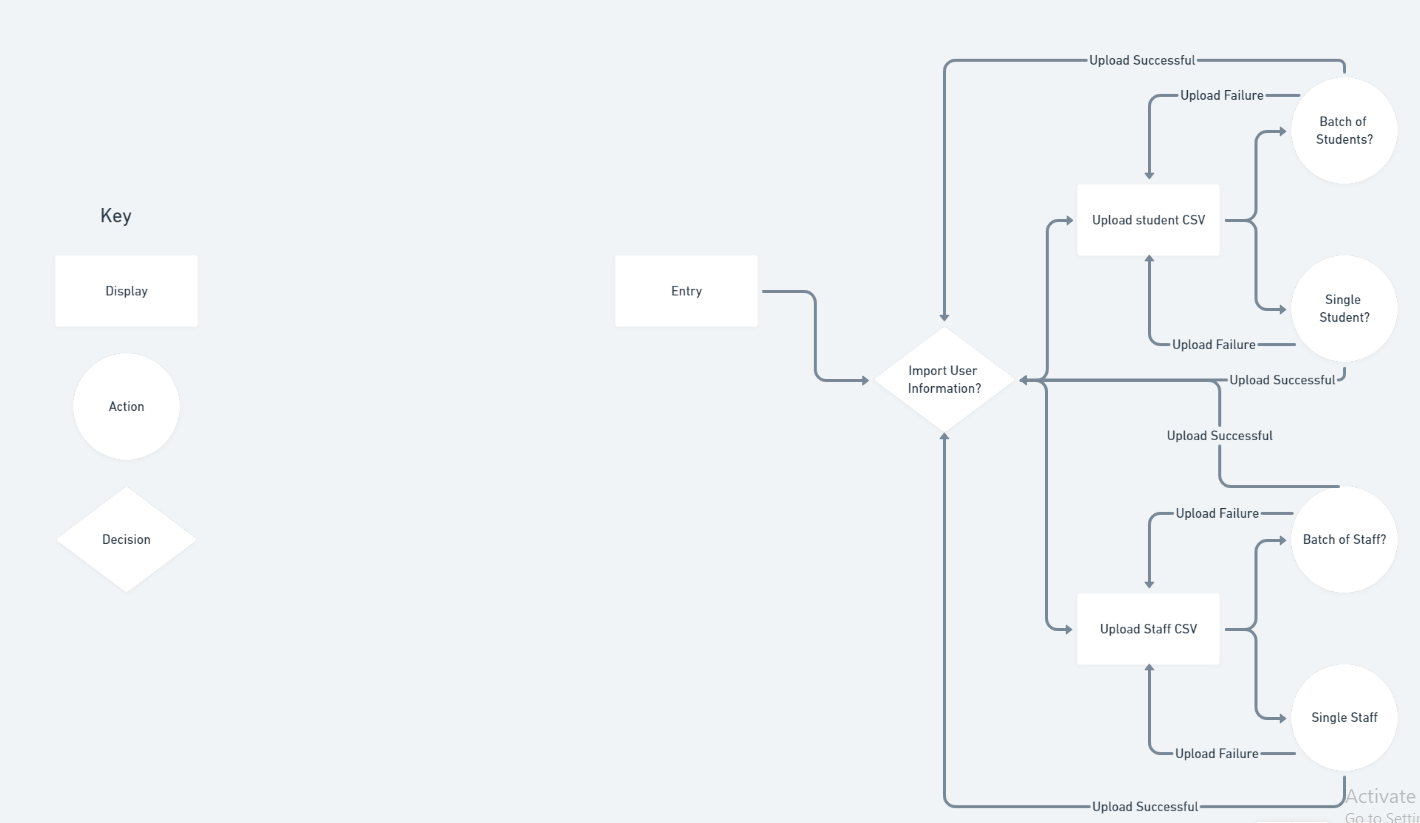 Upload Successful
Upload Failure
Batch of
Students?
Key
Upload student CSV
Display
Entry
Single
Student?
Upload Failure
Import User
Information?
Upload Successful
Action
Upload Successful
Upload Failure
Decision
Batch of Staff?
Upload Staff CSV
Single Staff
Upload Failure
Activate
Upload Successful
Go to Setti